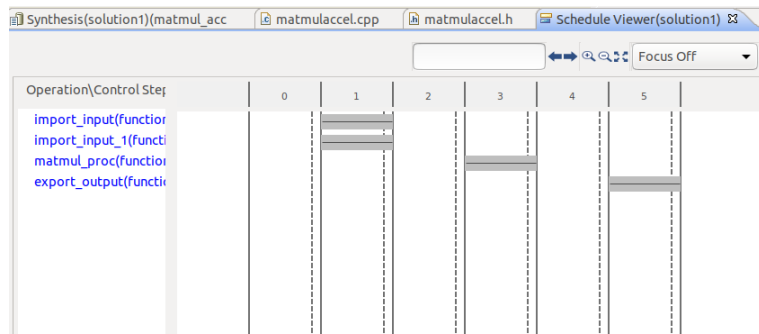 Synthesis(solution1)(matmul_acc matmulaccel.cpp matmulaccel.h Schedule Viewer(solution1)
Focus Off
Operation\Control Step 0 1 2 3 4 5
import_input(function
import_input_1(functi
matmul_proc(function
export_output(functio